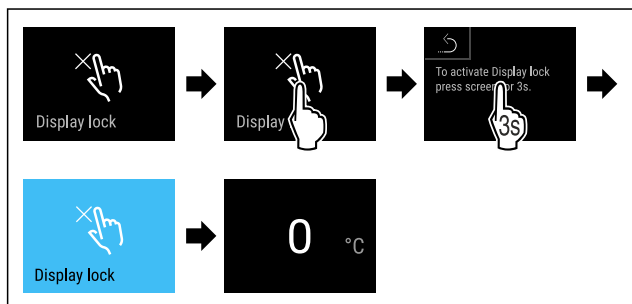 Display lock
Display
To activate Display lock
press screen for 3s.
3s
Display lock
0 °C